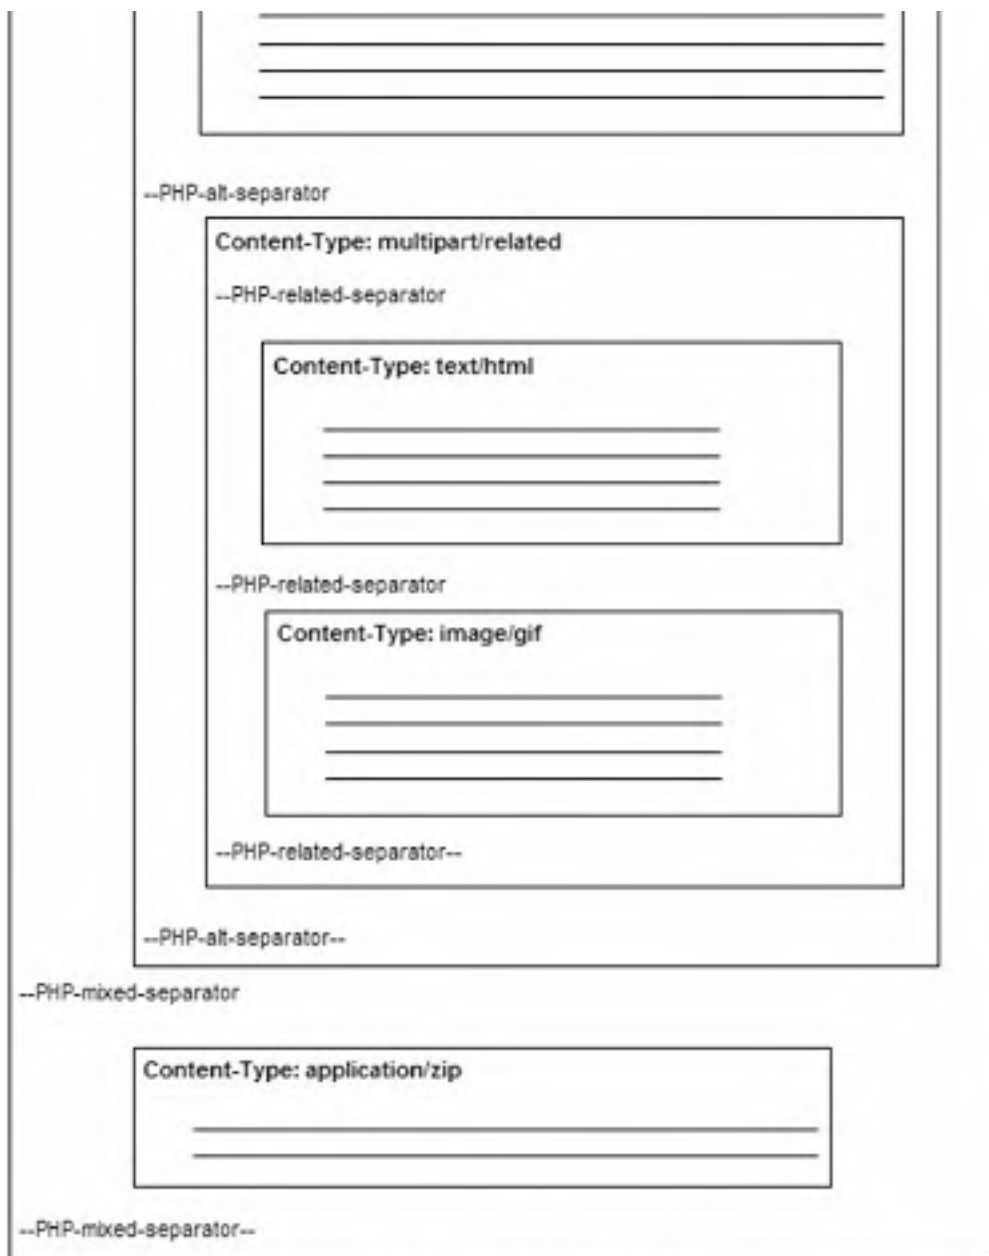 --PHP-alt-separator
Content-Type: multipart/related
--PHP-related-separator
Content-Type: text/html
--PHP-related-separator
Content-Type: image/gif
--PHP-related-separator--
--PHP-alt-separator--
--PHP-mixed-separator
Content-Type: application/zip
--PHP-mixed-separator--